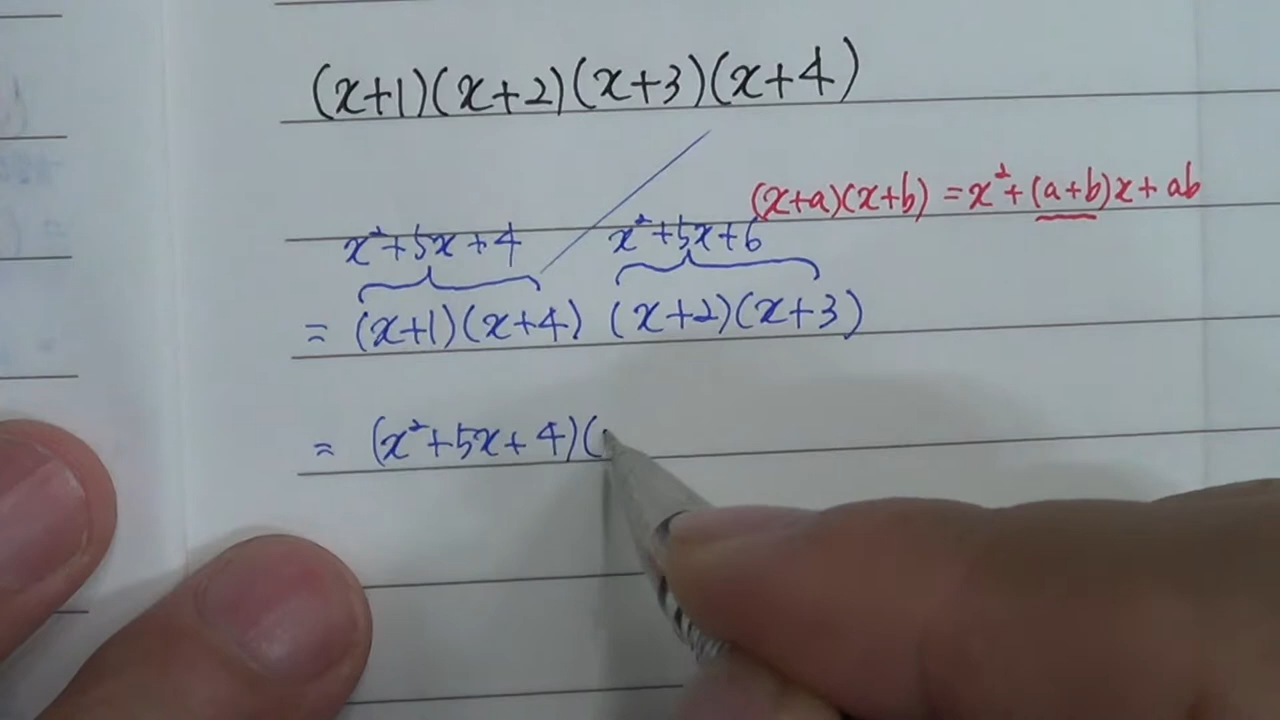 (x+1)(x+2)(x+3)(x+4)
(x+a)(x+b) = x²+(a+b)x+ab
x²+5x+4 x²+5x+6
= (x+1)(x+4) (x+2)(x+3)
= (x²+5x+4)(